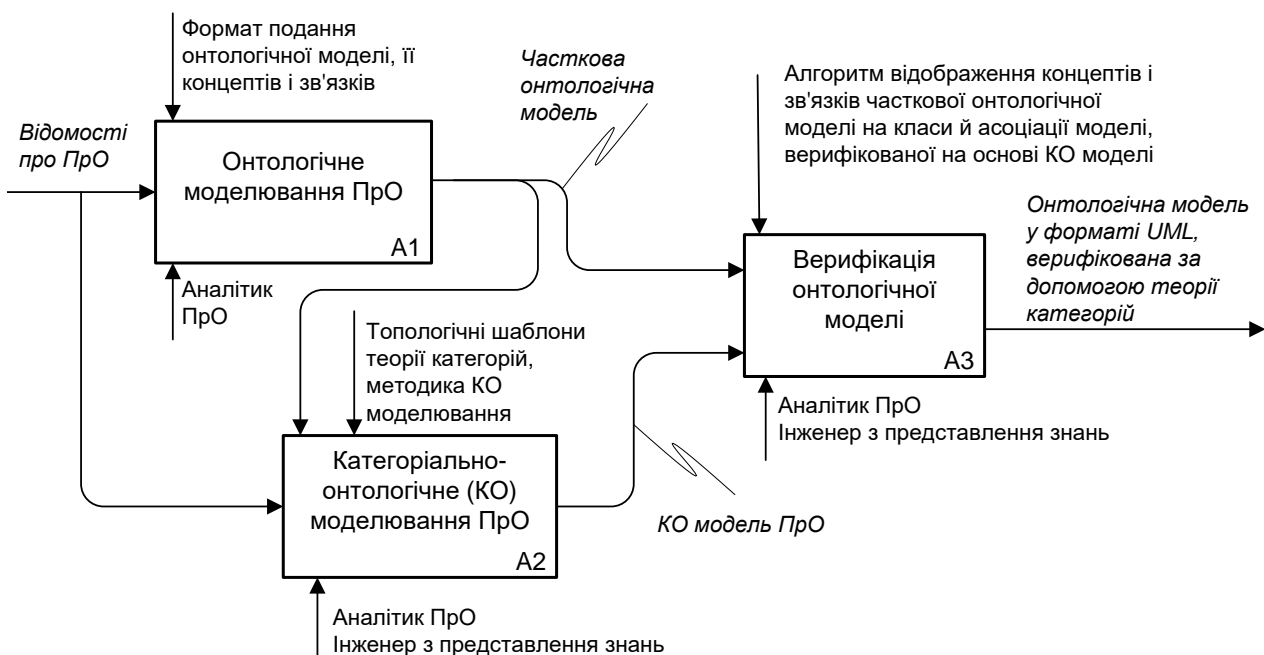 Формат подання
онтологічної моделі, її
концептів і зв'язків
Часткова
онтологічна
модель
Алгоритм відображення концептів і
зв'язків часткової онтологічної
моделі на класи й асоціації моделі,
верифікованої на основі КО моделі
Відомості
про ПрО
Онтологічне
моделювання ПрО
А1
Аналітик
ПрО
Онтологічна модель
у форматі UML,
верифікована за
допомогою теорії
категорій
Верифікація
онтологічної
моделі
А3
Топологічні шаблони
теорії категорій,
методика КО
моделювання
Аналітик ПрО
Інженер з представлення знань
Категоріально-
онтологічне (КО)
моделювання ПрО
А2
КО модель ПрО
Аналітик ПрО
Інженер з представлення знань